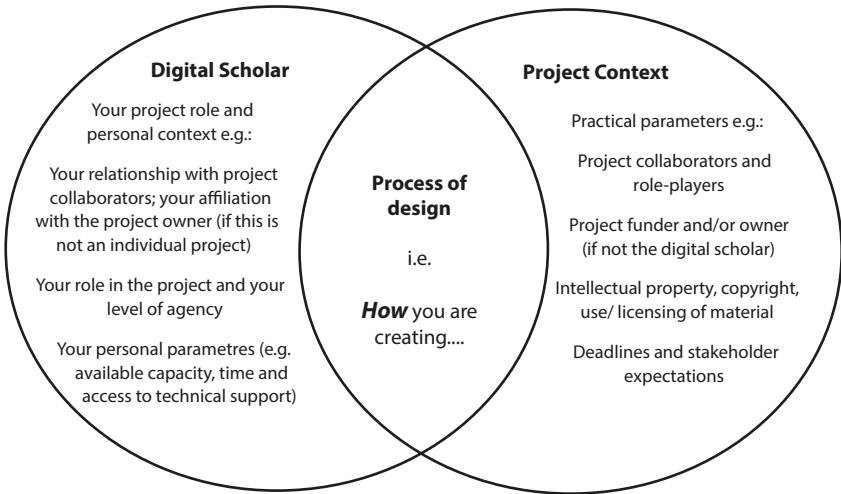 Digital Scholar
Your project role and
personal context e.g.:
Your relationship with project
collaborators; your affiliation
with the project owner (if this is
not an individual project)
Your role in the project and your
level of agency
Your personal parametres (e.g.
available capacity, time and
access to technical support)
Process of
design
i.e.
How you are
creating....
Project Context
Practical parameters e.g.:
Project collaborators and
role-players
Project funder and/or owner
(if not the digital scholar)
Intellectual property, copyright,
use/ licensing of material
Deadlines and stakeholder
expectations